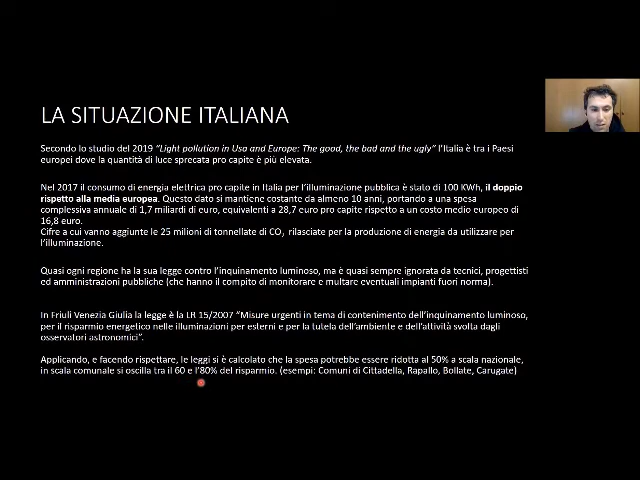 LA SITUAZIONE ITALIANA
Secondo lo studio del 2019 "Light pollution in Usa and Europe: The good, the bad and the ugly" l'Italia è tra i Paesi
europei dove la quantità di luce sprecata pro capite è più elevata.
Nel 2017 il consumo di energia elettrica pro capite in Italia per l'illuminazione pubblica è stato di 100 KWh, il doppio
rispetto alla media europea. Questo dato si mantiene costante da almeno 10 anni, portando a una spesa
complessiva annuale di 1,7 miliardi di euro, equivalenti a 28,7 euro pro capite rispetto a un costo medio europeo di
16,8 euro.
Cifre a cui vanno aggiunte le 25 milioni di tonnellate di CO₂ rilasciate per la produzione di energia da utilizzare per
l'illuminazione.
Quasi ogni regione ha la sua legge contro l'inquinamento luminoso, ma è quasi sempre ignorata da tecnici, progettisti
ed amministrazioni pubbliche (che hanno il compito di monitorare e multare eventuali impianti fuori norma).
In Friuli Venezia Giulia la legge è la LR 15/2007 "Misure urgenti in tema di contenimento dell'inquinamento luminoso,
per il risparmio energetico nelle illuminazioni per esterni e per la tutela dell'ambiente e dell'attività svolta dagli
osservatori astronomici".
Applicando, e facendo rispettare, le leggi si è calcolato che la spesa potrebbe essere ridotta al 50% a scala nazionale,
in scala comunale si oscilla tra il 60 e l'80% del risparmio. (esempi: Comuni di Cittadella, Rapallo, Bollate, Carugate)